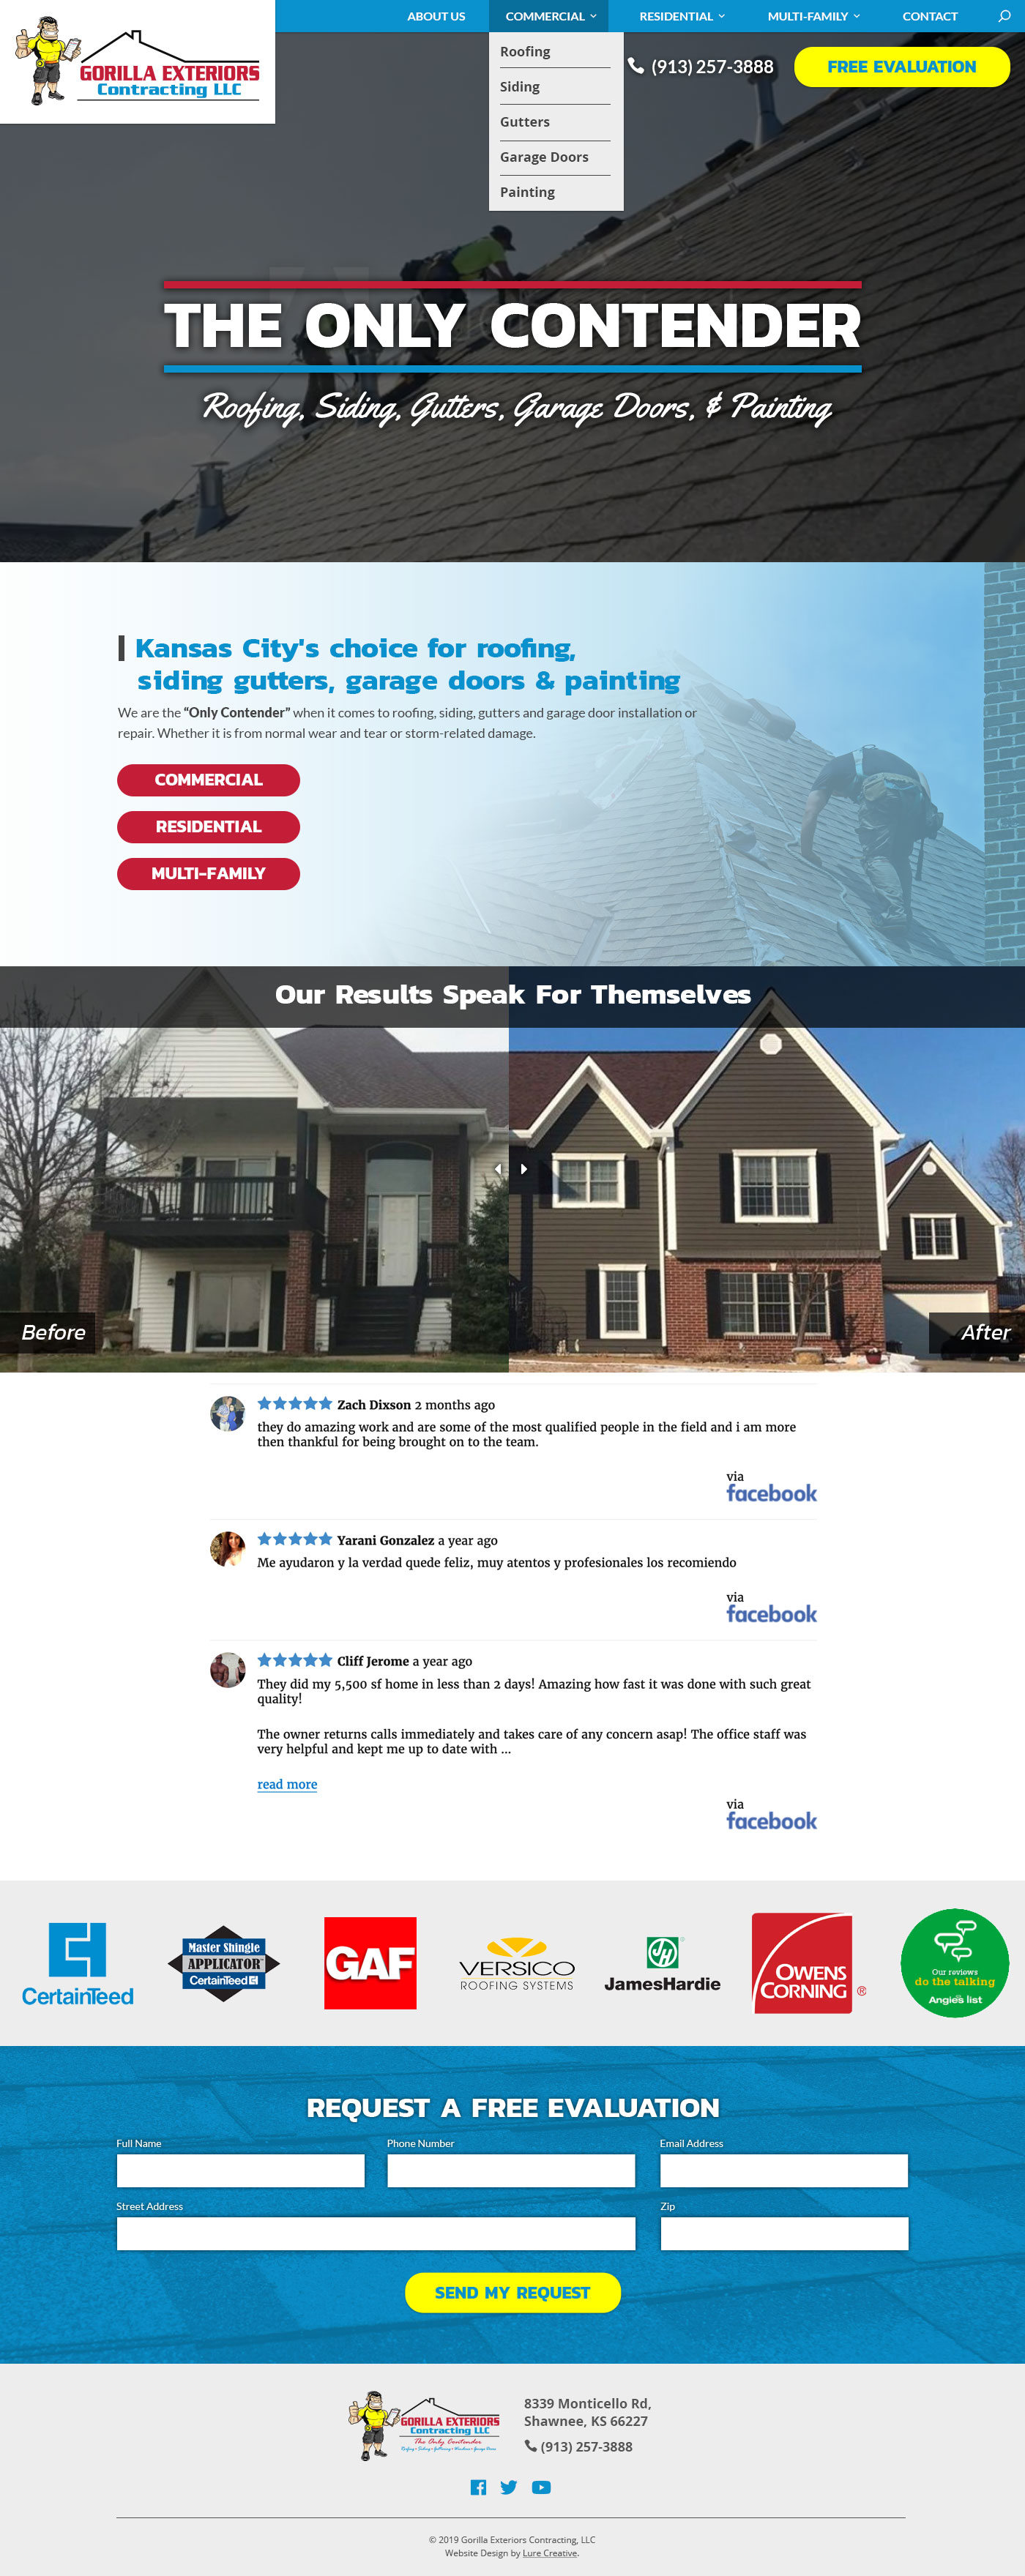 ABOUT US
COMMERCIAL
RESIDENTIAL
MULTI-FAMILY
CONTACT
GORILLA EXTERIORS
Contracting LLC
Roofing
Siding
Gutters
Garage Doors
Painting
(913) 257-3888
FREE EVALUATION
THE ONLY CONTENDER
Roofing, Siding, Gutters, Garage Doors, & Painting
Kansas City's choice for roofing,
siding gutters, garage doors & painting
We are the “Only Contender” when it comes to roofing, siding, gutters and garage door installation or
repair. Whether it is from normal wear and tear or storm-related damage.
COMMERCIAL
RESIDENTIAL
MULTI-FAMILY
Our Results Speak For Themselves
Before
After
Zach Dixson 2 months ago
they do amazing work and are some of the most qualified people in the field and i am more
then thankful for being brought on to the team.
via
facebook
Yarani Gonzalez a year ago
Me ayudaron y la verdad quede feliz, muy atentos y profesionales los recomiendo
via
facebook
Cliff Jerome a year ago
They did my 5,500 sf home in less than 2 days! Amazing how fast it was done with such great
quality!
The owner returns calls immediately and takes care of any concern asap! The office staff was
very helpful and kept me up to date with ...
read more
via
facebook
CertainTeed
Master Shingle
APPLICATOR
CertainTeed
GAF
VERSICO
ROOFING SYSTEMS
JH
JamesHardie
OWENS
CORNING ®
Our reviews
do the talking
Angies list
REQUEST A FREE EVALUATION
Full Name
Phone Number
Email Address
Street Address
Zip
SEND MY REQUEST
GORILLA EXTERIORS
Contracting LLC
The Only Contender
8339 Monticello Rd,
Shawnee, KS 66227
(913) 257-3888
© 2019 Gorilla Exteriors Contracting, LLC
Website Design by Lure Creative.